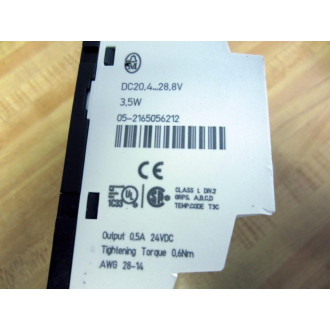 DC20,4...28,8V
3,5W
05-2165056212
CE
CLASS I, DIV.2
GRPS. A,B,C,D
TEMP.CODE T3C
Output 0,5A 24VDC
Tightening Torque 0,6Nm
AWG 28-14